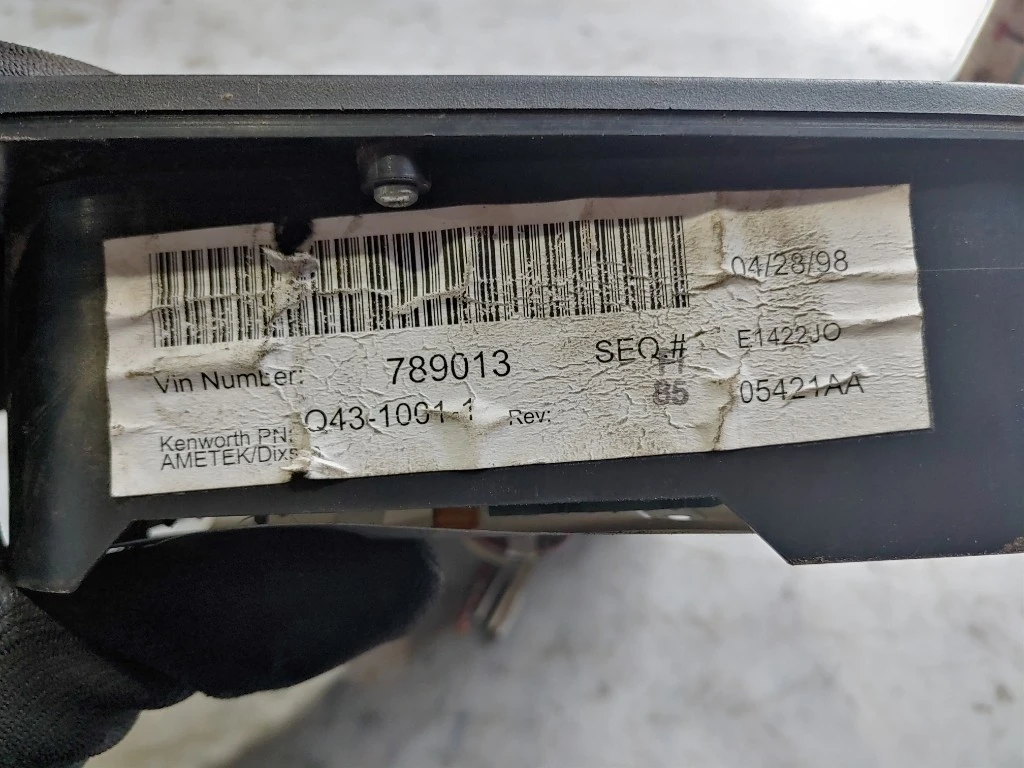 04/28/98
Vin Number: 789013 SEQ.# E1422JO
85 05421AA
Kenworth PN: Q43-1001-1 Rev:
AMETEK/Dixs